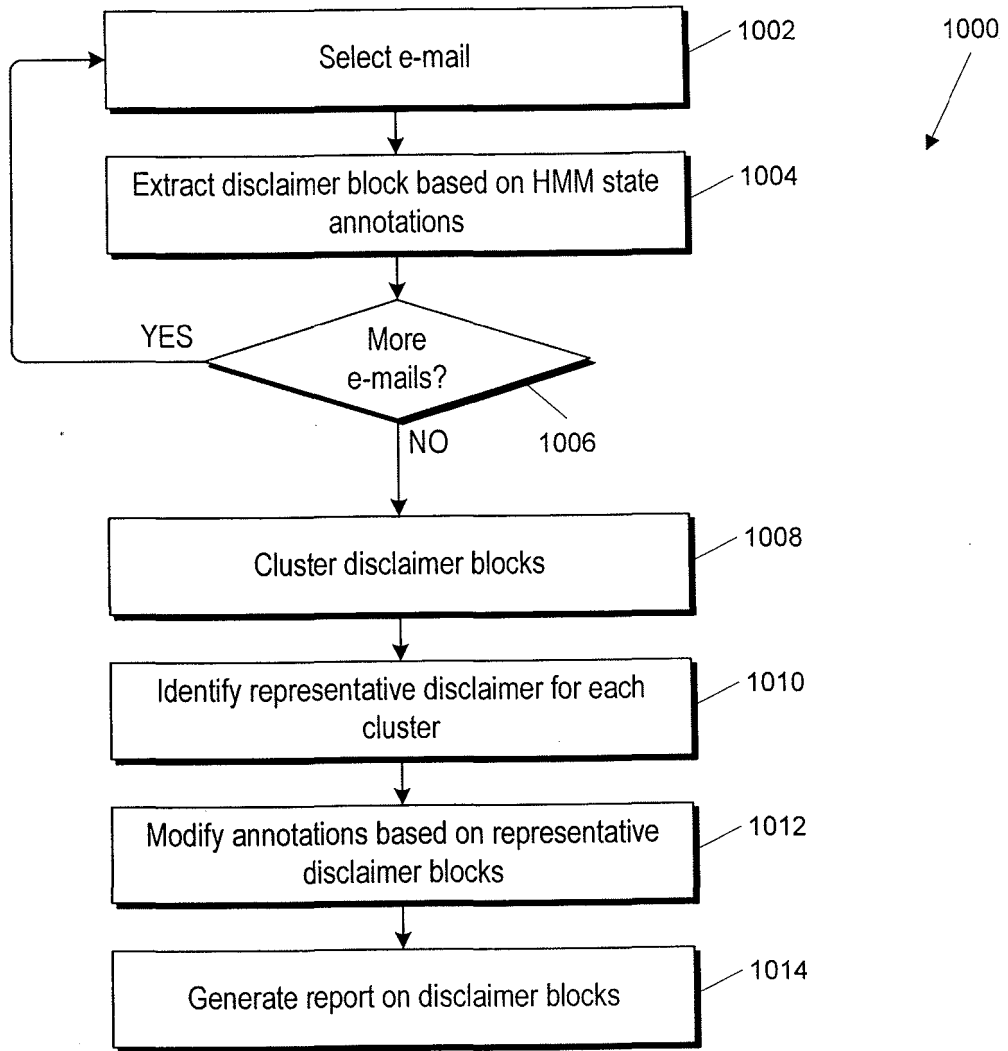 1000
Select e-mail
1002
Extract disclaimer block based on HMM state
annotations
1004
YES
More
e-mails?
1006
NO
Cluster disclaimer blocks
1008
Identify representative disclaimer for each
cluster
1010
Modify annotations based on representative
disclaimer blocks
1012
Generate report on disclaimer blocks
1014